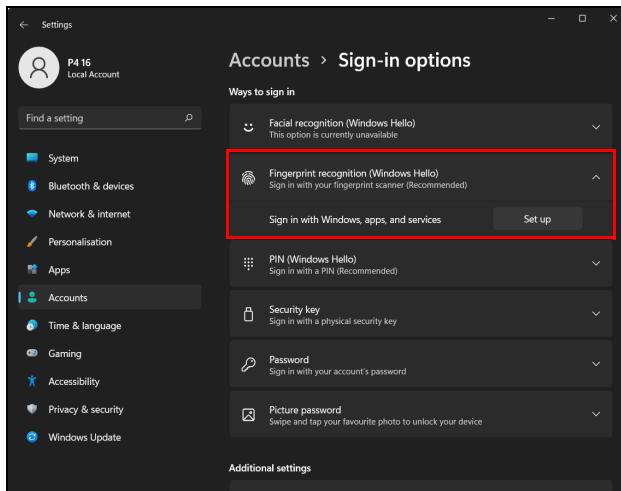 Settings
P4 16
Local Account
Find a setting
System
Bluetooth & devices
Network & internet
Personalisation
Apps
Accounts
Time & language
Gaming
Accessibility
Privacy & security
Windows Update
Accounts > Sign-in options
Ways to sign in
Facial recognition (Windows Hello)
This option is currently unavailable
Fingerprint recognition (Windows Hello)
Sign in with your fingerprint scanner (Recommended)
Sign in with Windows, apps, and services
Set up
PIN (Windows Hello)
Sign in with a PIN (Recommended)
Security key
Sign in with a physical security key
Password
Sign in with your account's password
Picture password
Swipe and tap your favourite photo to unlock your device
Additional settings